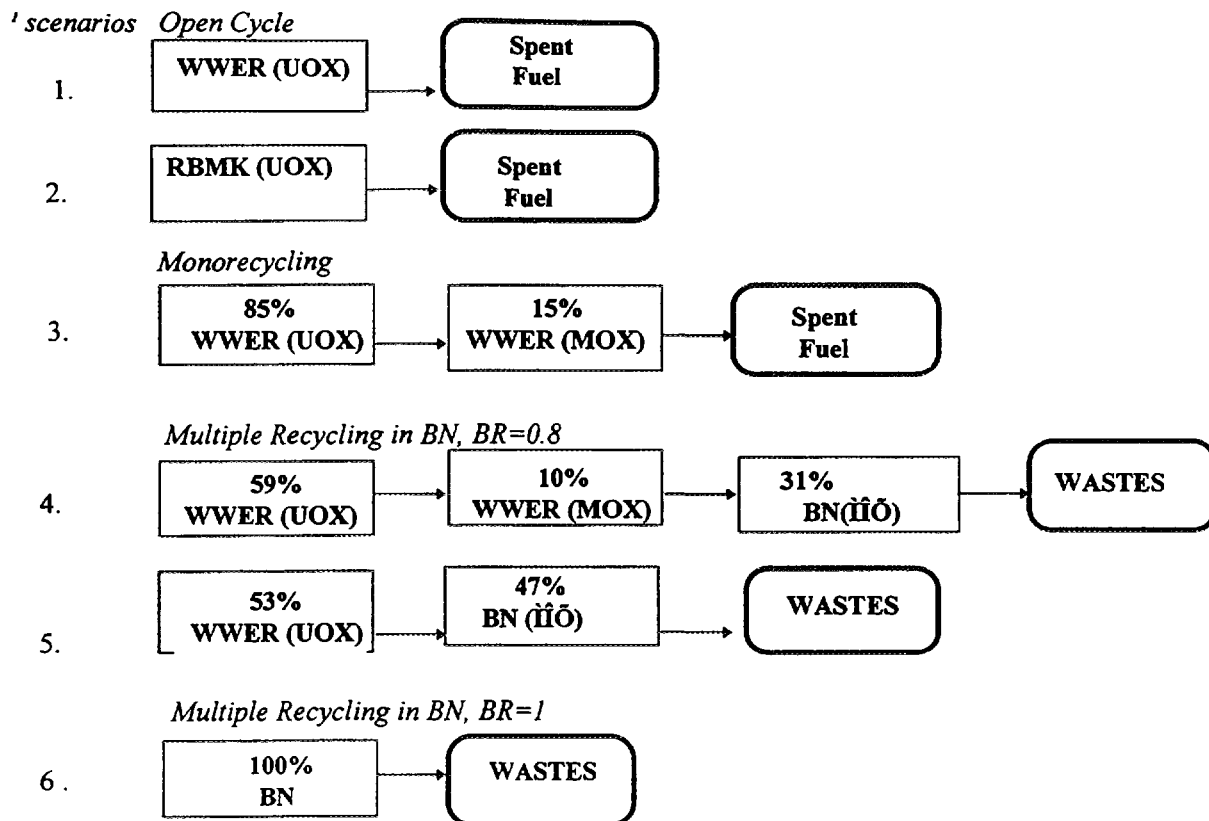 ' scenarios Open Cycle
WWER (UOX)
Spent
Fuel
1.
RBMK (UOX)
Spent
Fuel
2.
Monorecycling
85%
WWER (UOX)
15%
WWER (MOX)
Spent
Fuel
3.
Multiple Recycling in BN, BR=0.8
59%
WWER (UOX)
10%
WWER (MOX)
31%
BN(ÌÎÕ)
WASTES
4.
53%
WWER (UOX)
47%
BN (ÌÎÕ)
WASTES
5.
Multiple Recycling in BN, BR=1
100%
BN
WASTES
6 .